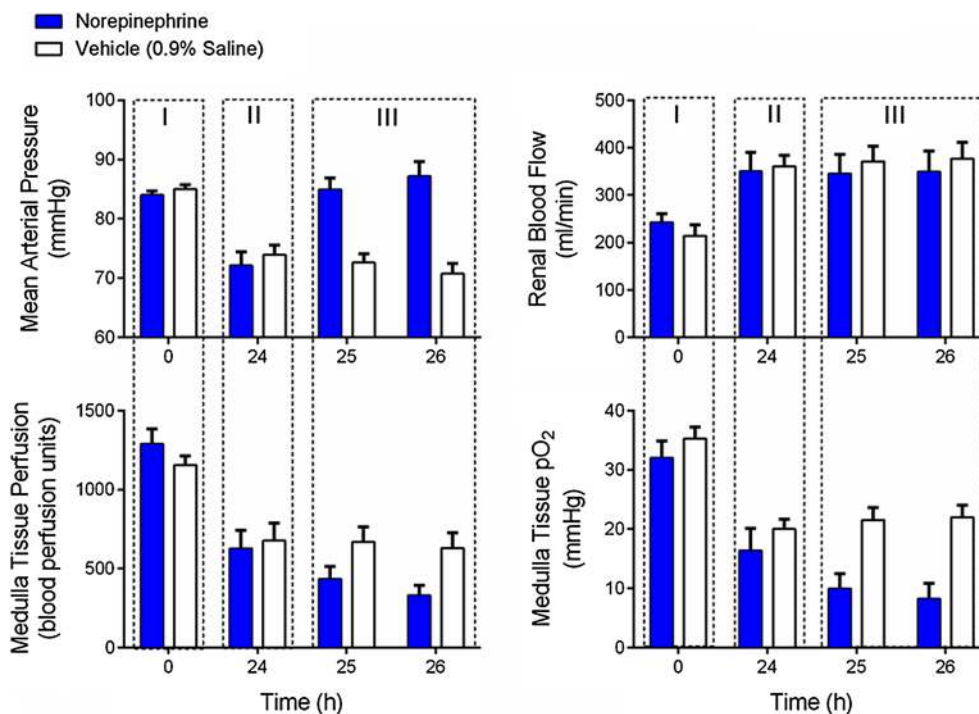 Norepinephrine
Vehicle (0.9% Saline)
Mean Arterial Pressure
(mmHg)
100
90
80
70
60
I
II
III
0
24
25
26
Renal Blood Flow
(ml/min)
500
400
300
200
100
0
I
II
III
0
24
25
26
Medulla Tissue Perfusion
(blood perfusion units)
1500
1000
500
0
0
24
25
26
Time (h)
Medulla Tissue pO₂
(mmHg)
40
30
20
10
0
0
24
25
26
Time (h)